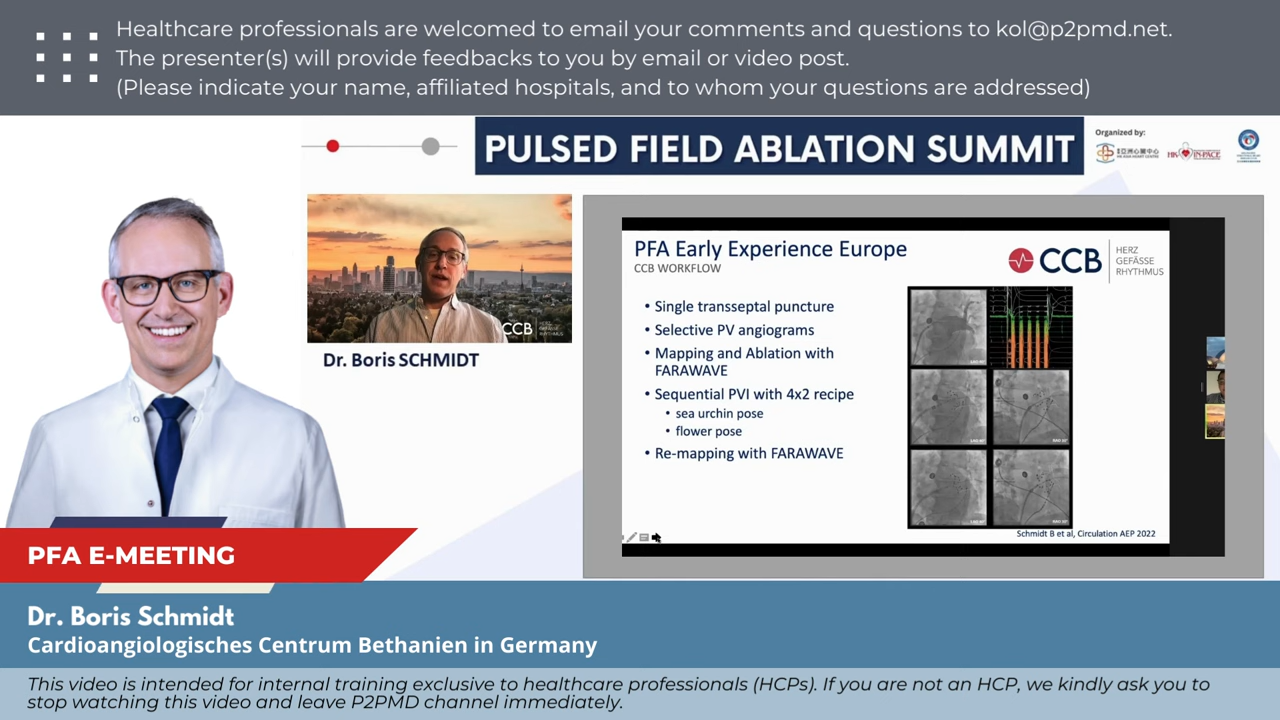 Healthcare professionals are welcomed to email your comments and questions to kol@p2pmd.net.
The presenter(s) will provide feedbacks to you by email or video post.
(Please indicate your name, affiliated hospitals, and to whom your questions are addressed)
PULSED FIELD ABLATION SUMMIT
Organized by:
PFA Early Experience Europe
CCB WORKFLOW
CCB
HERZ
GEFÄSSE
RHYTHMUS
• Single transseptal puncture
• Selective PV angiograms
• Mapping and Ablation with
FARAWAVE
• Sequential PVI with 4x2 recipe
• sea urchin pose
• flower pose
• Re-mapping with FARAWAVE
Schmidt B et al, Circulation AEP 2022
CCB
Dr. Boris SCHMIDT
PFA E-MEETING
Dr. Boris Schmidt
Cardioangiologisches Centrum Bethanien in Germany
This video is intended for internal training exclusive to healthcare professionals (HCPs). If you are not an HCP, we kindly ask you to
stop watching this video and leave P2PMD channel immediately.